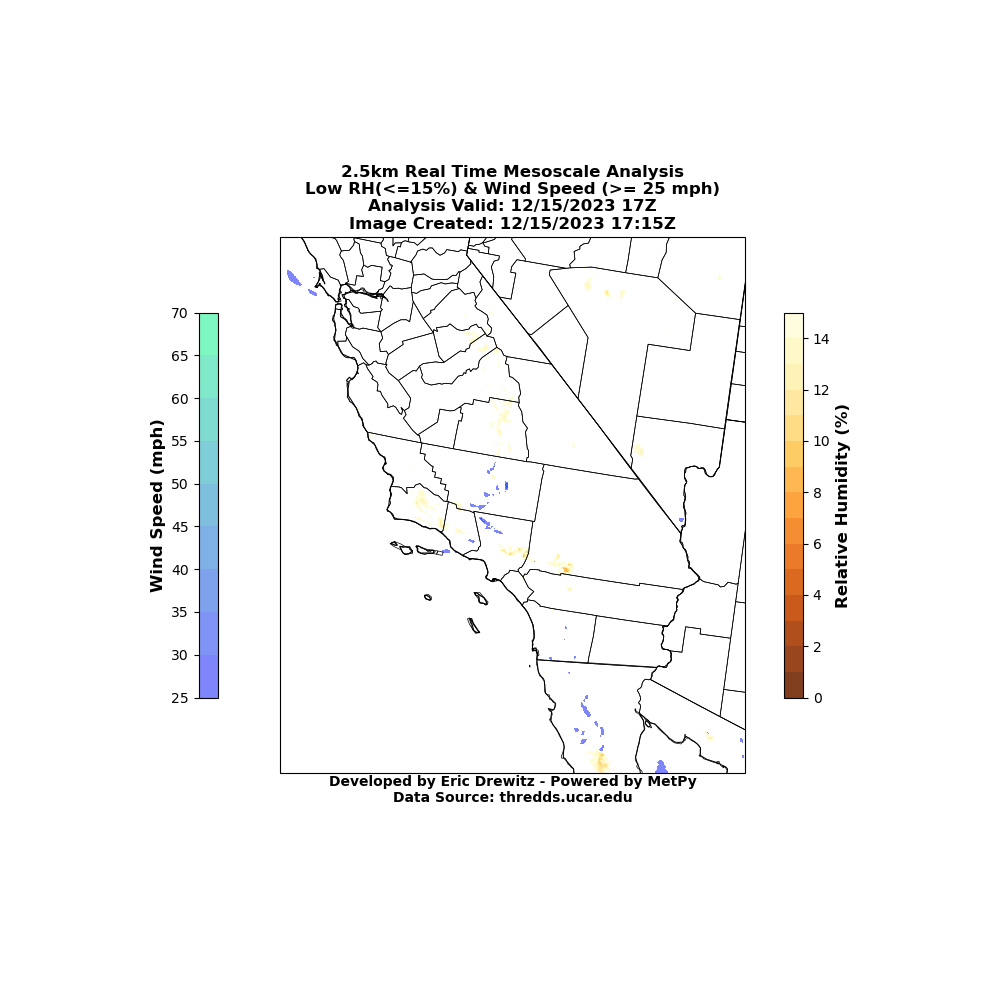 2.5km Real Time Mesoscale Analysis
Low RH(<=15%) & Wind Speed (>= 25 mph)
Analysis Valid: 12/15/2023 17Z
Image Created: 12/15/2023 17:15Z
70
65
60
55
50
45
40
35
30
25
Wind Speed (mph)
14
12
10
8
6
4
2
0
Relative Humidity (%)
Developed by Eric Drewitz - Powered by MetPy
Data Source: thredds.ucar.edu